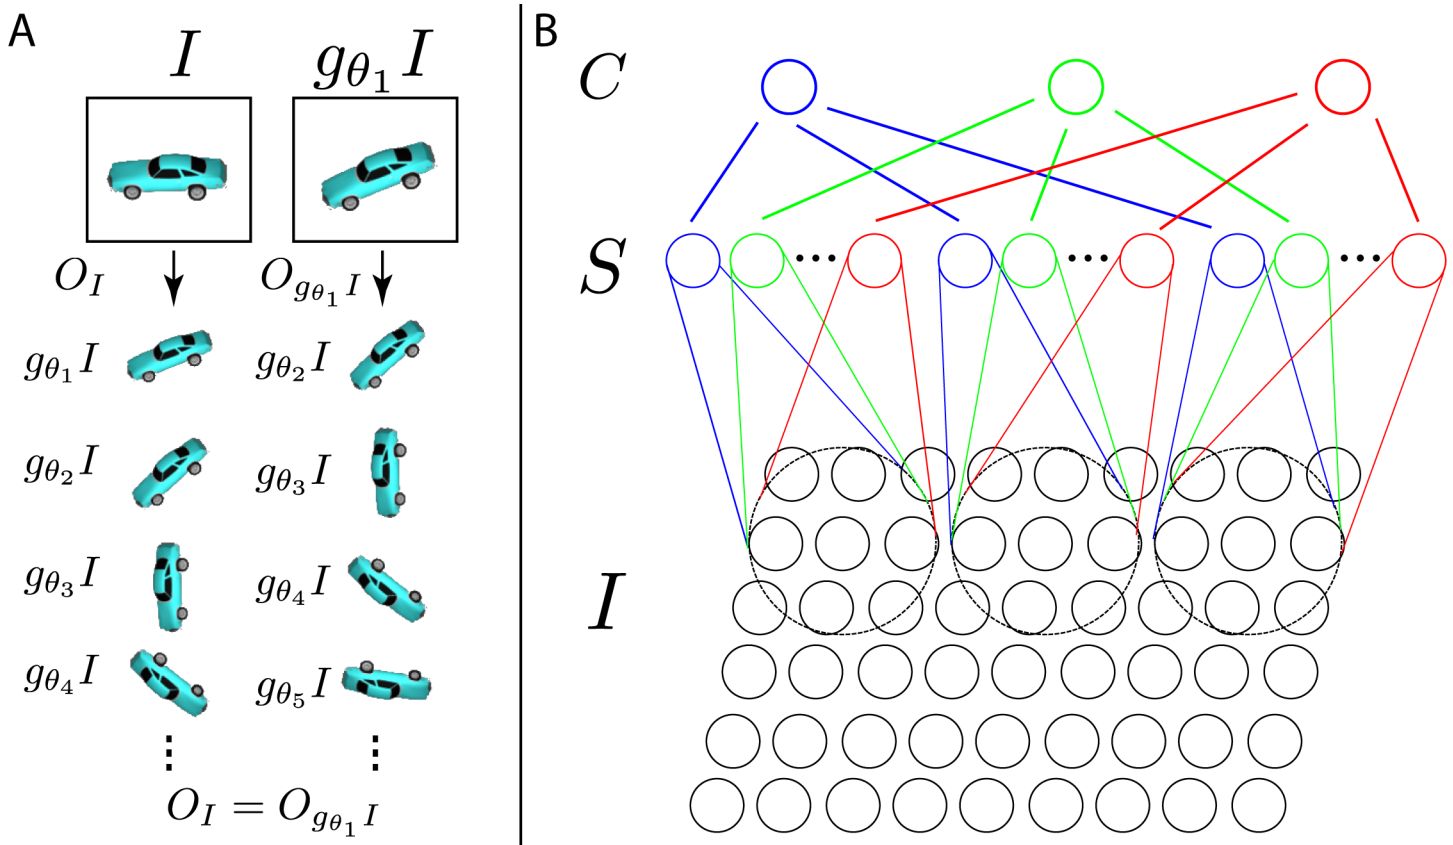 A
I
g_{θ_1} I
O_I
O_{g_{θ_1} I}
g_{θ_1} I
g_{θ_2} I
g_{θ_2} I
g_{θ_3} I
g_{θ_3} I
g_{θ_4} I
g_{θ_4} I
g_{θ_5} I
⋮ ⋮
O_I = O_{g_{θ_1} I}
B
C
S
... ... ...
I